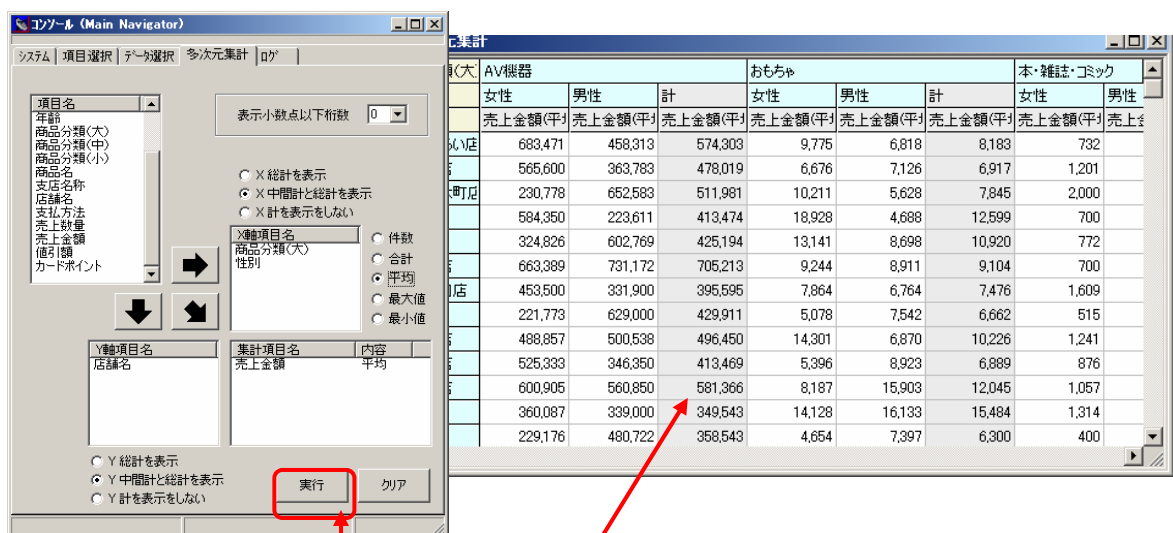 コンソール (Main Navigator)
システム 項目選択 データ選択 多次元集計 ログ
項目名
年齢
商品分類(大)
商品分類(中)
商品分類(小)
商品名
支店名称
店舗名
支払方法
売上数量
売上金額
値引額
カードポイント
表示小数点以下桁数 0
X 総計を表示
X 中間計と総計を表示
X 計を表示をしない
X軸項目名
商品分類(大)
性別
件数
合計
平均
最大値
最小値
Y軸項目名
店舗名
集計項目名 内容
売上金額 平均
Y 総計を表示
Y 中間計と総計を表示
Y 計を表示をしない
実行 クリア
元集計
(大 AV機器 おもちゃ 本・雑誌・コミック
女性 男性 計 女性 男性 計 女性 男性
売上金額(平 売上金額(平 売上金額(平 売上金額(平 売上金額(平 売上金額(平 売上金額(平 売上
い店 683,471 458,313 574,303 9,775 6,818 8,183 732
565,600 363,783 478,019 6,676 7,126 6,917 1,201
町店 230,778 652,583 511,981 10,211 5,628 7,845 2,000
584,350 223,611 413,474 18,928 4,688 12,599 700
324,826 602,769 425,194 13,141 8,698 10,920 772
663,389 731,172 705,213 9,244 8,911 9,104 700
店 453,500 331,900 395,595 7,864 6,764 7,476 1,609
221,773 629,000 429,911 5,078 7,542 6,662 515
488,857 500,538 496,450 14,301 6,870 10,226 1,241
525,333 346,350 413,469 5,396 8,923 6,889 876
600,905 560,850 581,366 8,187 15,903 12,045 1,057
360,087 339,000 349,543 14,128 16,133 15,484 1,314
229,176 480,722 358,543 4,654 7,397 6,300 400